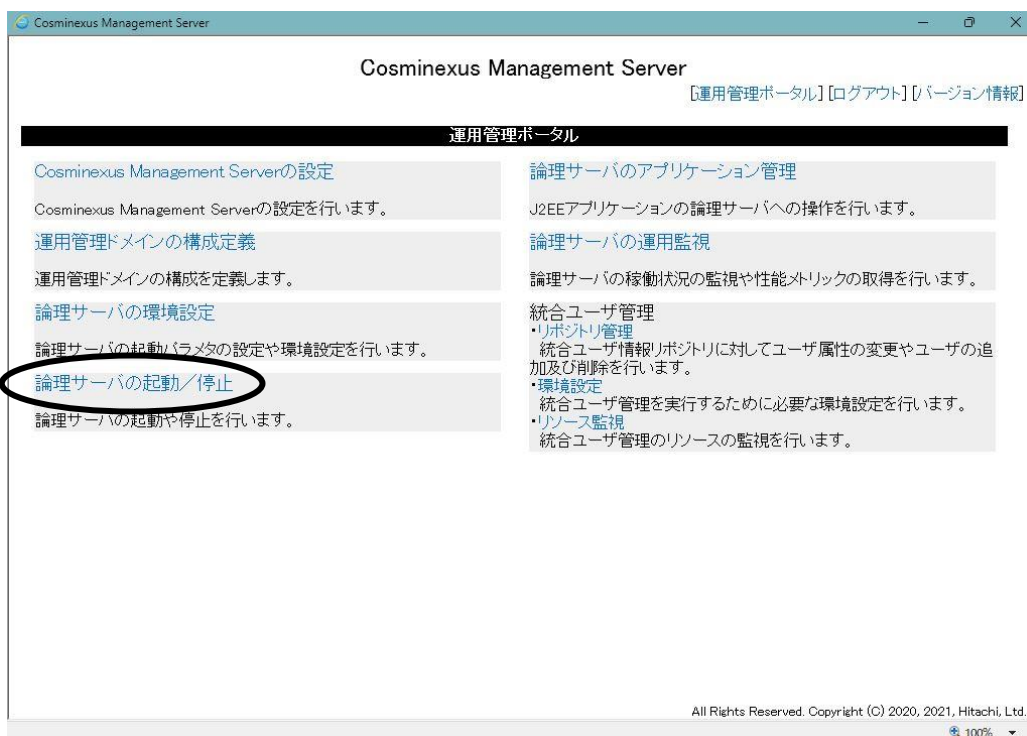 Cosminexus Management Server
Cosminexus Management Server
[運用管理ポータル] [ログアウト] [バージョン情報]
運用管理ポータル
Cosminexus Management Serverの設定
Cosminexus Management Serverの設定を行います。
運用管理ドメインの構成定義
運用管理ドメインの構成を定義します。
論理サーバの環境設定
論理サーバの起動パラメタの設定や環境設定を行います。
論理サーバの起動／停止
論理サーバの起動や停止を行います。
論理サーバのアプリケーション管理
J2EEアプリケーションの論理サーバへの操作を行います。
論理サーバの運用監視
論理サーバの稼働状況の監視や性能メトリックの取得を行います。
統合ユーザ管理
・リポジトリ管理
統合ユーザ情報リポジトリに対してユーザ属性の変更やユーザの追
加及び削除を行います。
・環境設定
統合ユーザ管理を実行するために必要な環境設定を行います。
・リソース監視
統合ユーザ管理のリソースの監視を行います。
All Rights Reserved. Copyright (C) 2020, 2021, Hitachi, Ltd.
100%